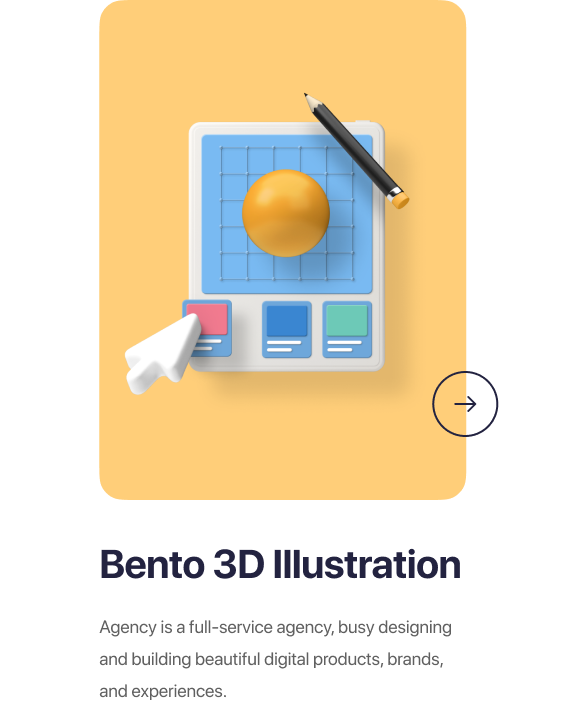 Bento 3D Illustration
Agency is a full-service agency, busy designing
and building beautiful digital products, brands,
and experiences.